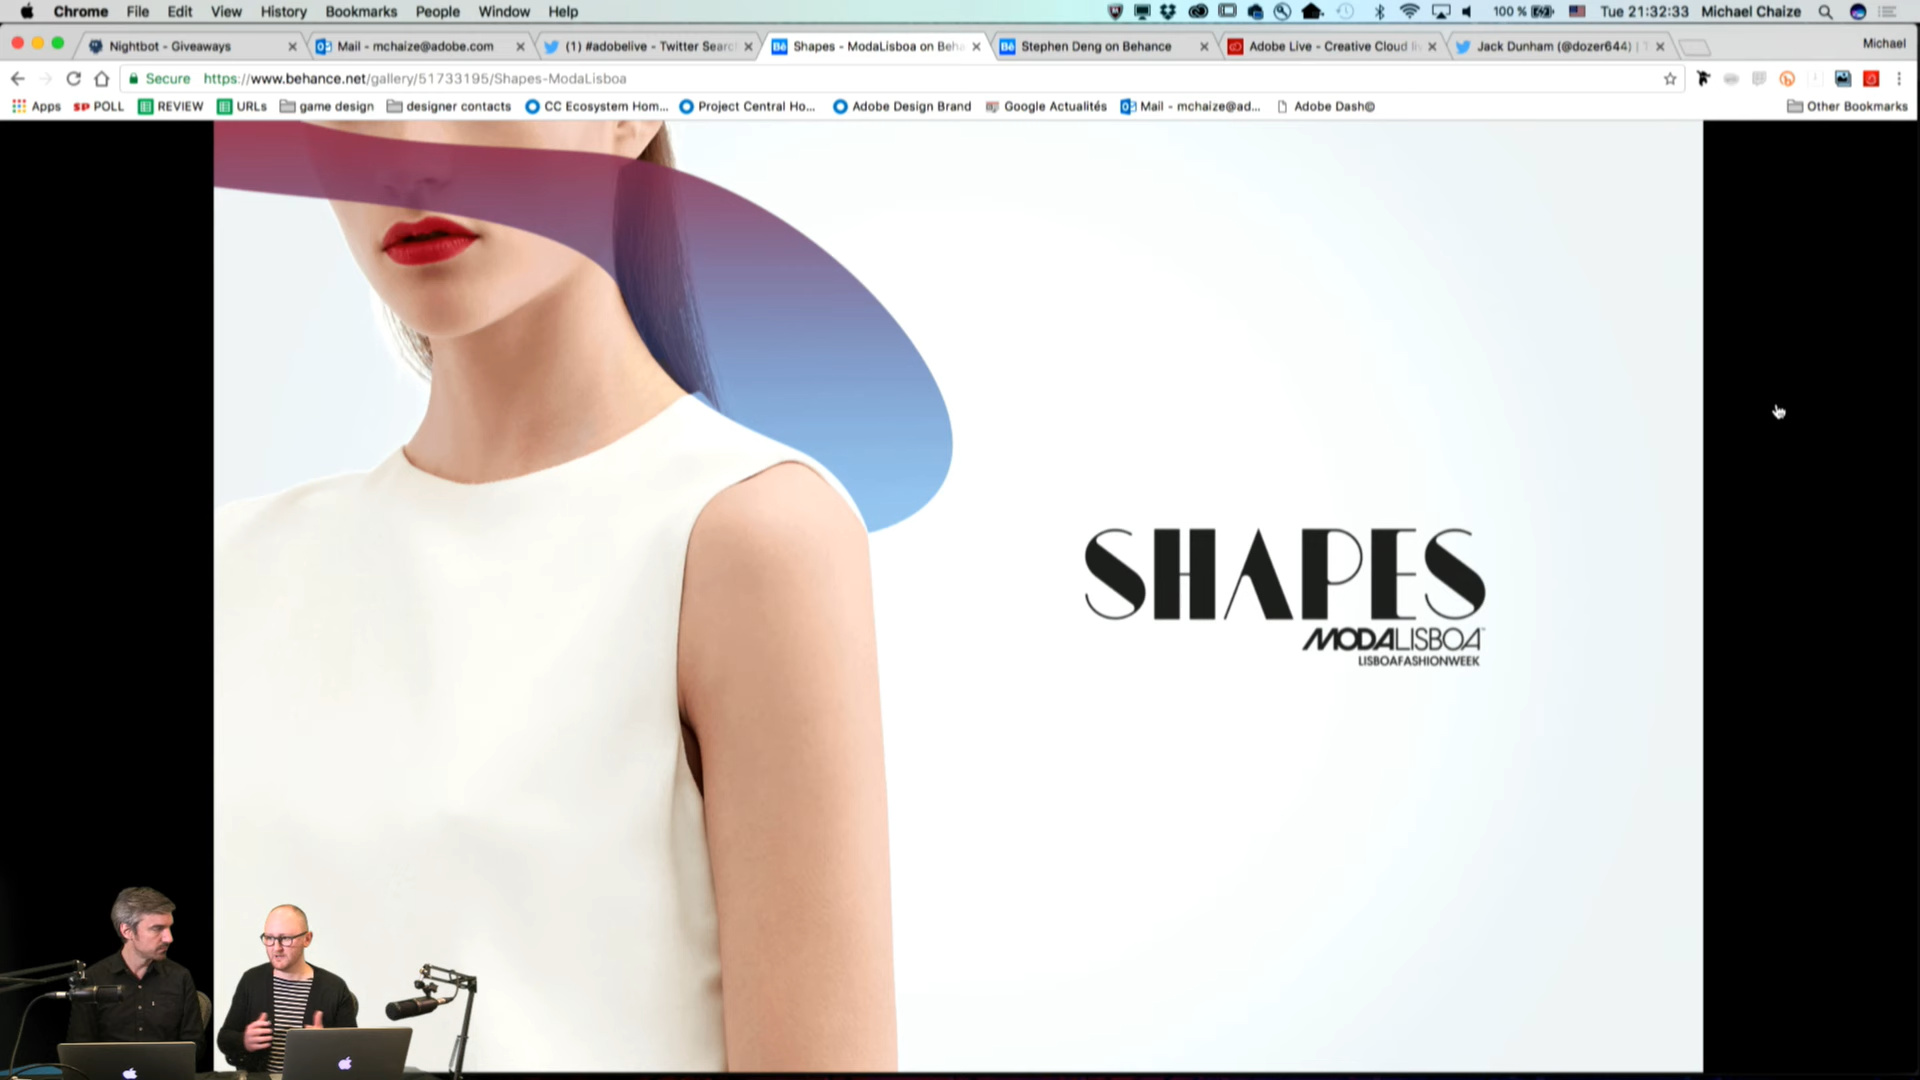 Chrome File Edit View History Bookmarks People Window Help 100 % Tue 21:32:33 Michael Chaize
Nightbot - Giveaways Mail - mchaize@adobe.com (1) #adobelive - Twitter Searc Shapes - ModaLisboa on Beh Stephen Deng on Behance Adobe Live - Creative Cloud li Jack Dunham (@dozer644) | T Michael
Secure https://www.behance.net/gallery/51733195/Shapes-ModaLisboa
Apps SP POLL REVIEW URLs game design designer contacts CC Ecosystem Hom... Project Central Ho... Adobe Design Brand Google Actualités Mail - mchaize@ad... Adobe Dash© Other Bookmarks
SHAPES
MODALISBOA
LISBOAFASHIONWEEK